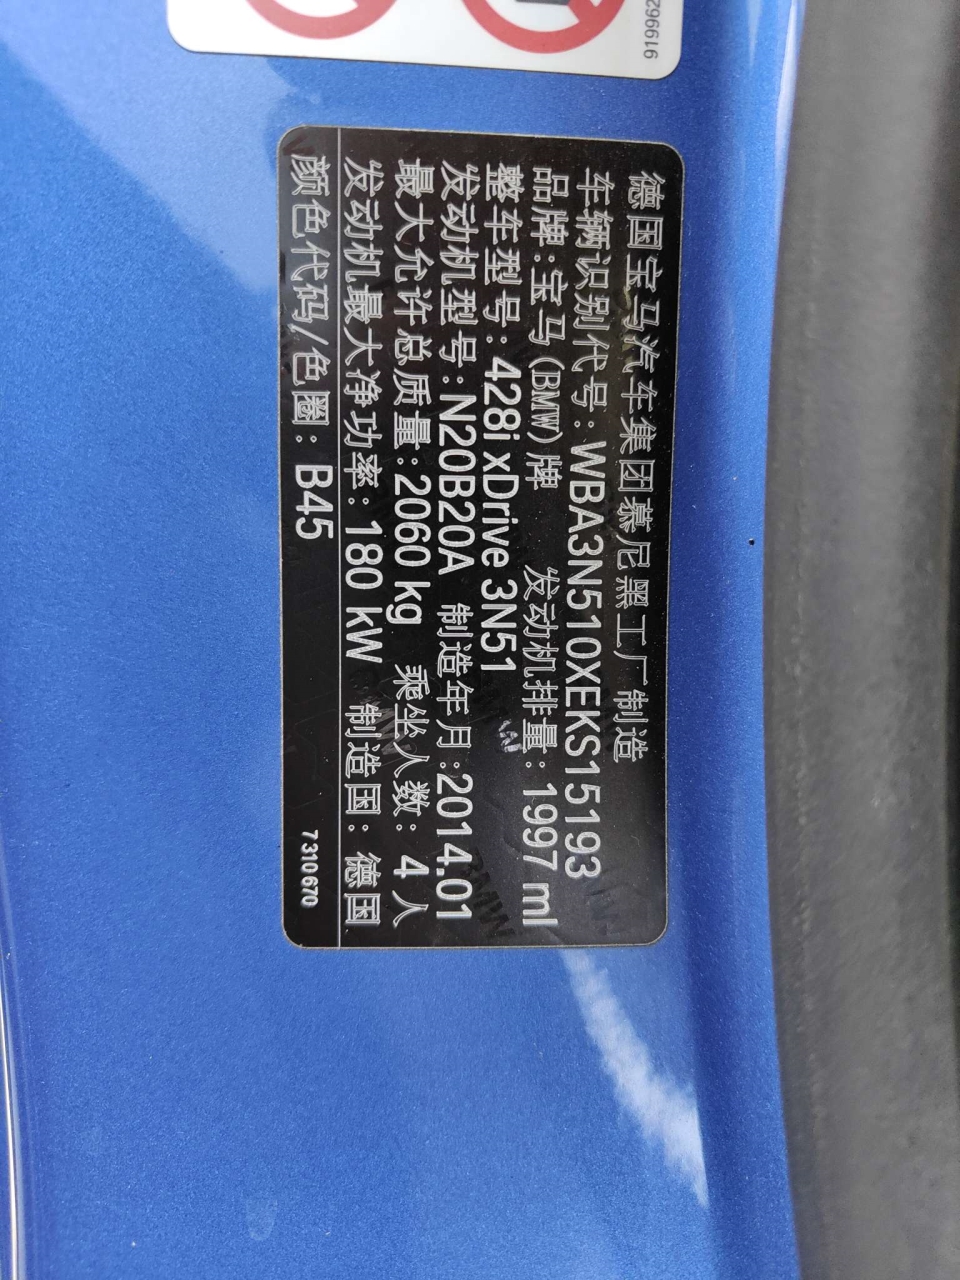 德国宝马汽车集团慕尼黑工厂制造
车辆识别代号:WBA3N510XEKS15193
品牌:宝马(BMW)牌 发动机排量:1997 ml
整车型号:428i xDrive 3N51
发动机型号:N20B20A 制造年月:2014.01
最大允许总质量:2060 kg 乘坐人数:4人
发动机最大净功率:180 kW 制造国:德国
颜色代码/色圈: B45
7 310 670